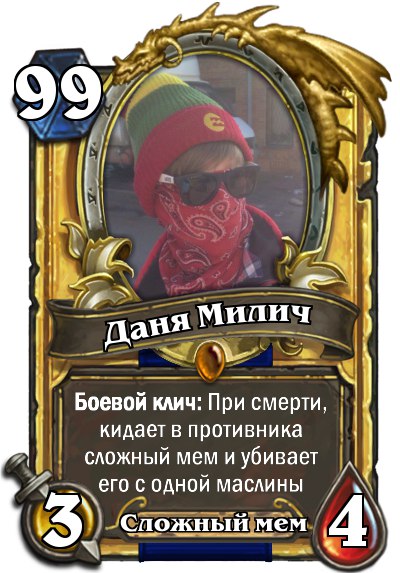 99
Даня Милич
Боевой клич: При смерти,
кидает в противника
сложный мем и убивает
его с одной маслины
3
Сложный мем
4